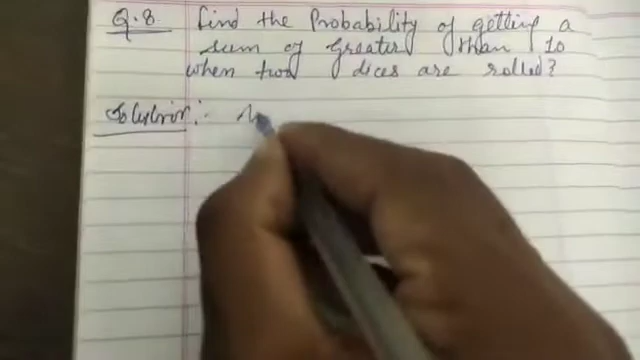 Q.8 Find the Probability of getting a
sum of Greater than 10
when two dices are rolled?
Solution:-